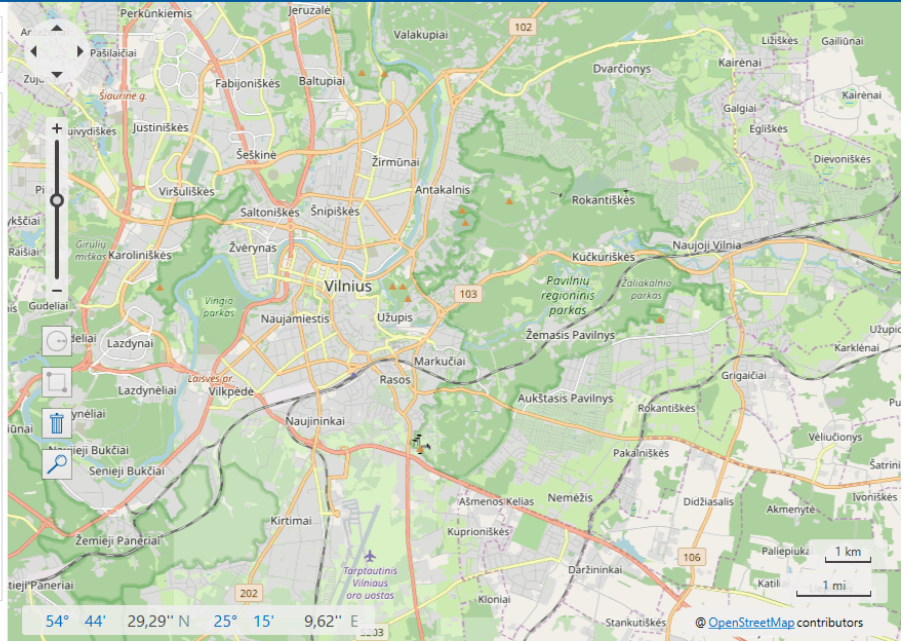 Perkūnkiemis
Jeruzalė
Valakupiai
102
Ližiškės
Gailiūnai
Pašilaičiai
Dvarčionys
Kairėnai
Fabijoniškės
Baltupiai
Šiaurinė g.
Kairėnai
Galgiai
Justiniškės
Egliškės
Šeškinė
Žirmūnai
Dievoniškės
Viršuliškės
Antakalnis
Rokantiškės
Saltoniškės
Šnipiškės
Žvėrynas
Naujoji Vilnia
Girulių
miškas
Karoliniškės
Kučkuriškės
Vilnius
103
Pavilnių
regioninis
parkas
Žaliakalnio
parkas
Gudeliai
Vingio
parkas
Naujamiestis
Užupis
Žemasis Pavilnys
Lazdynai
Markučiai
Karklėnai
Laisvės pr.
Rasos
Grigaičiai
Lazdynėliai
Vilkpėdė
Aukštasis Pavilnys
Rokantiškės
Naujininkai
Vėliučionys
Pakalniškės
Senieji Bukčiai
Ašmenos Kelias
Nemėžis
Didžiasalis
Ivoniškės
Akmenytė
Kirtimai
Kuprioniškės
Žemieji Paneriai
106
1 km
Tarptautinis
Vilniaus
oro uostas
Daržininkai
1 mi
202
Kloniai
54° 44' 29,29'' N 25° 15' 9,62'' E
Stankutiškės
@ OpenStreetMap contributors